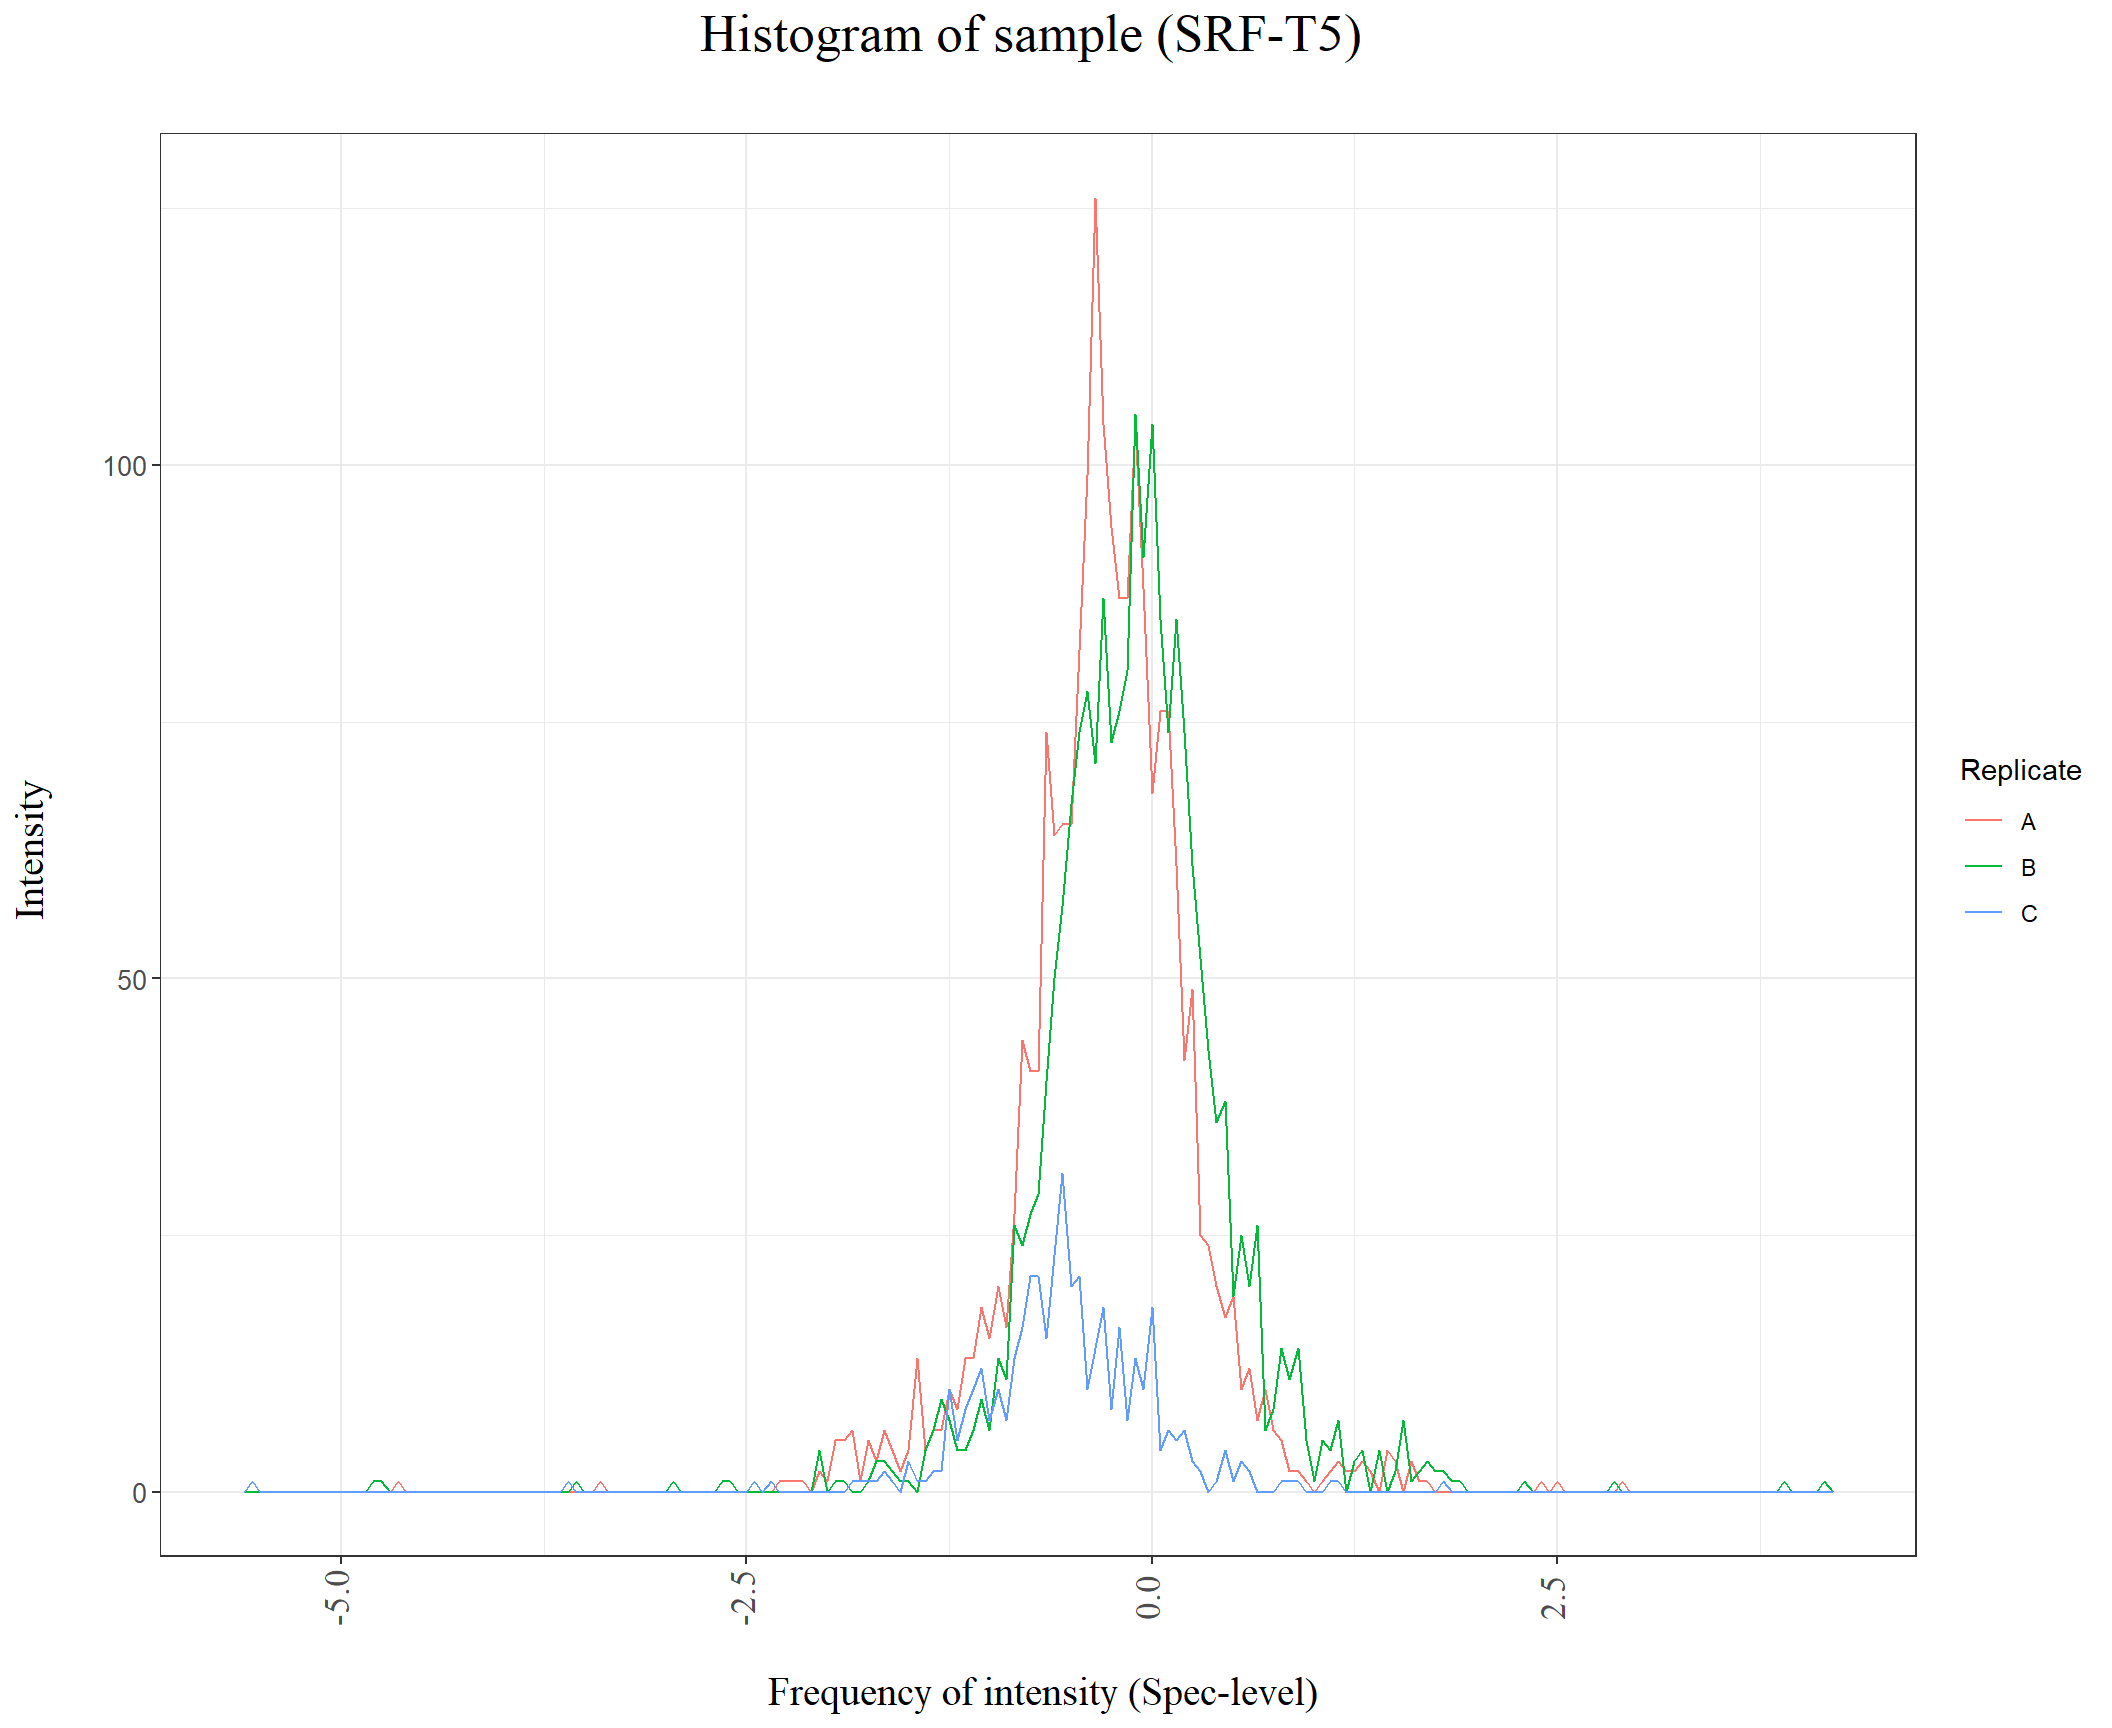 Histogram of sample (SRF-T5)
Intensity
100
50
0
-5.0
-2.5
0.0
2.5
Frequency of intensity (Spec-level)
Replicate
A
B
C